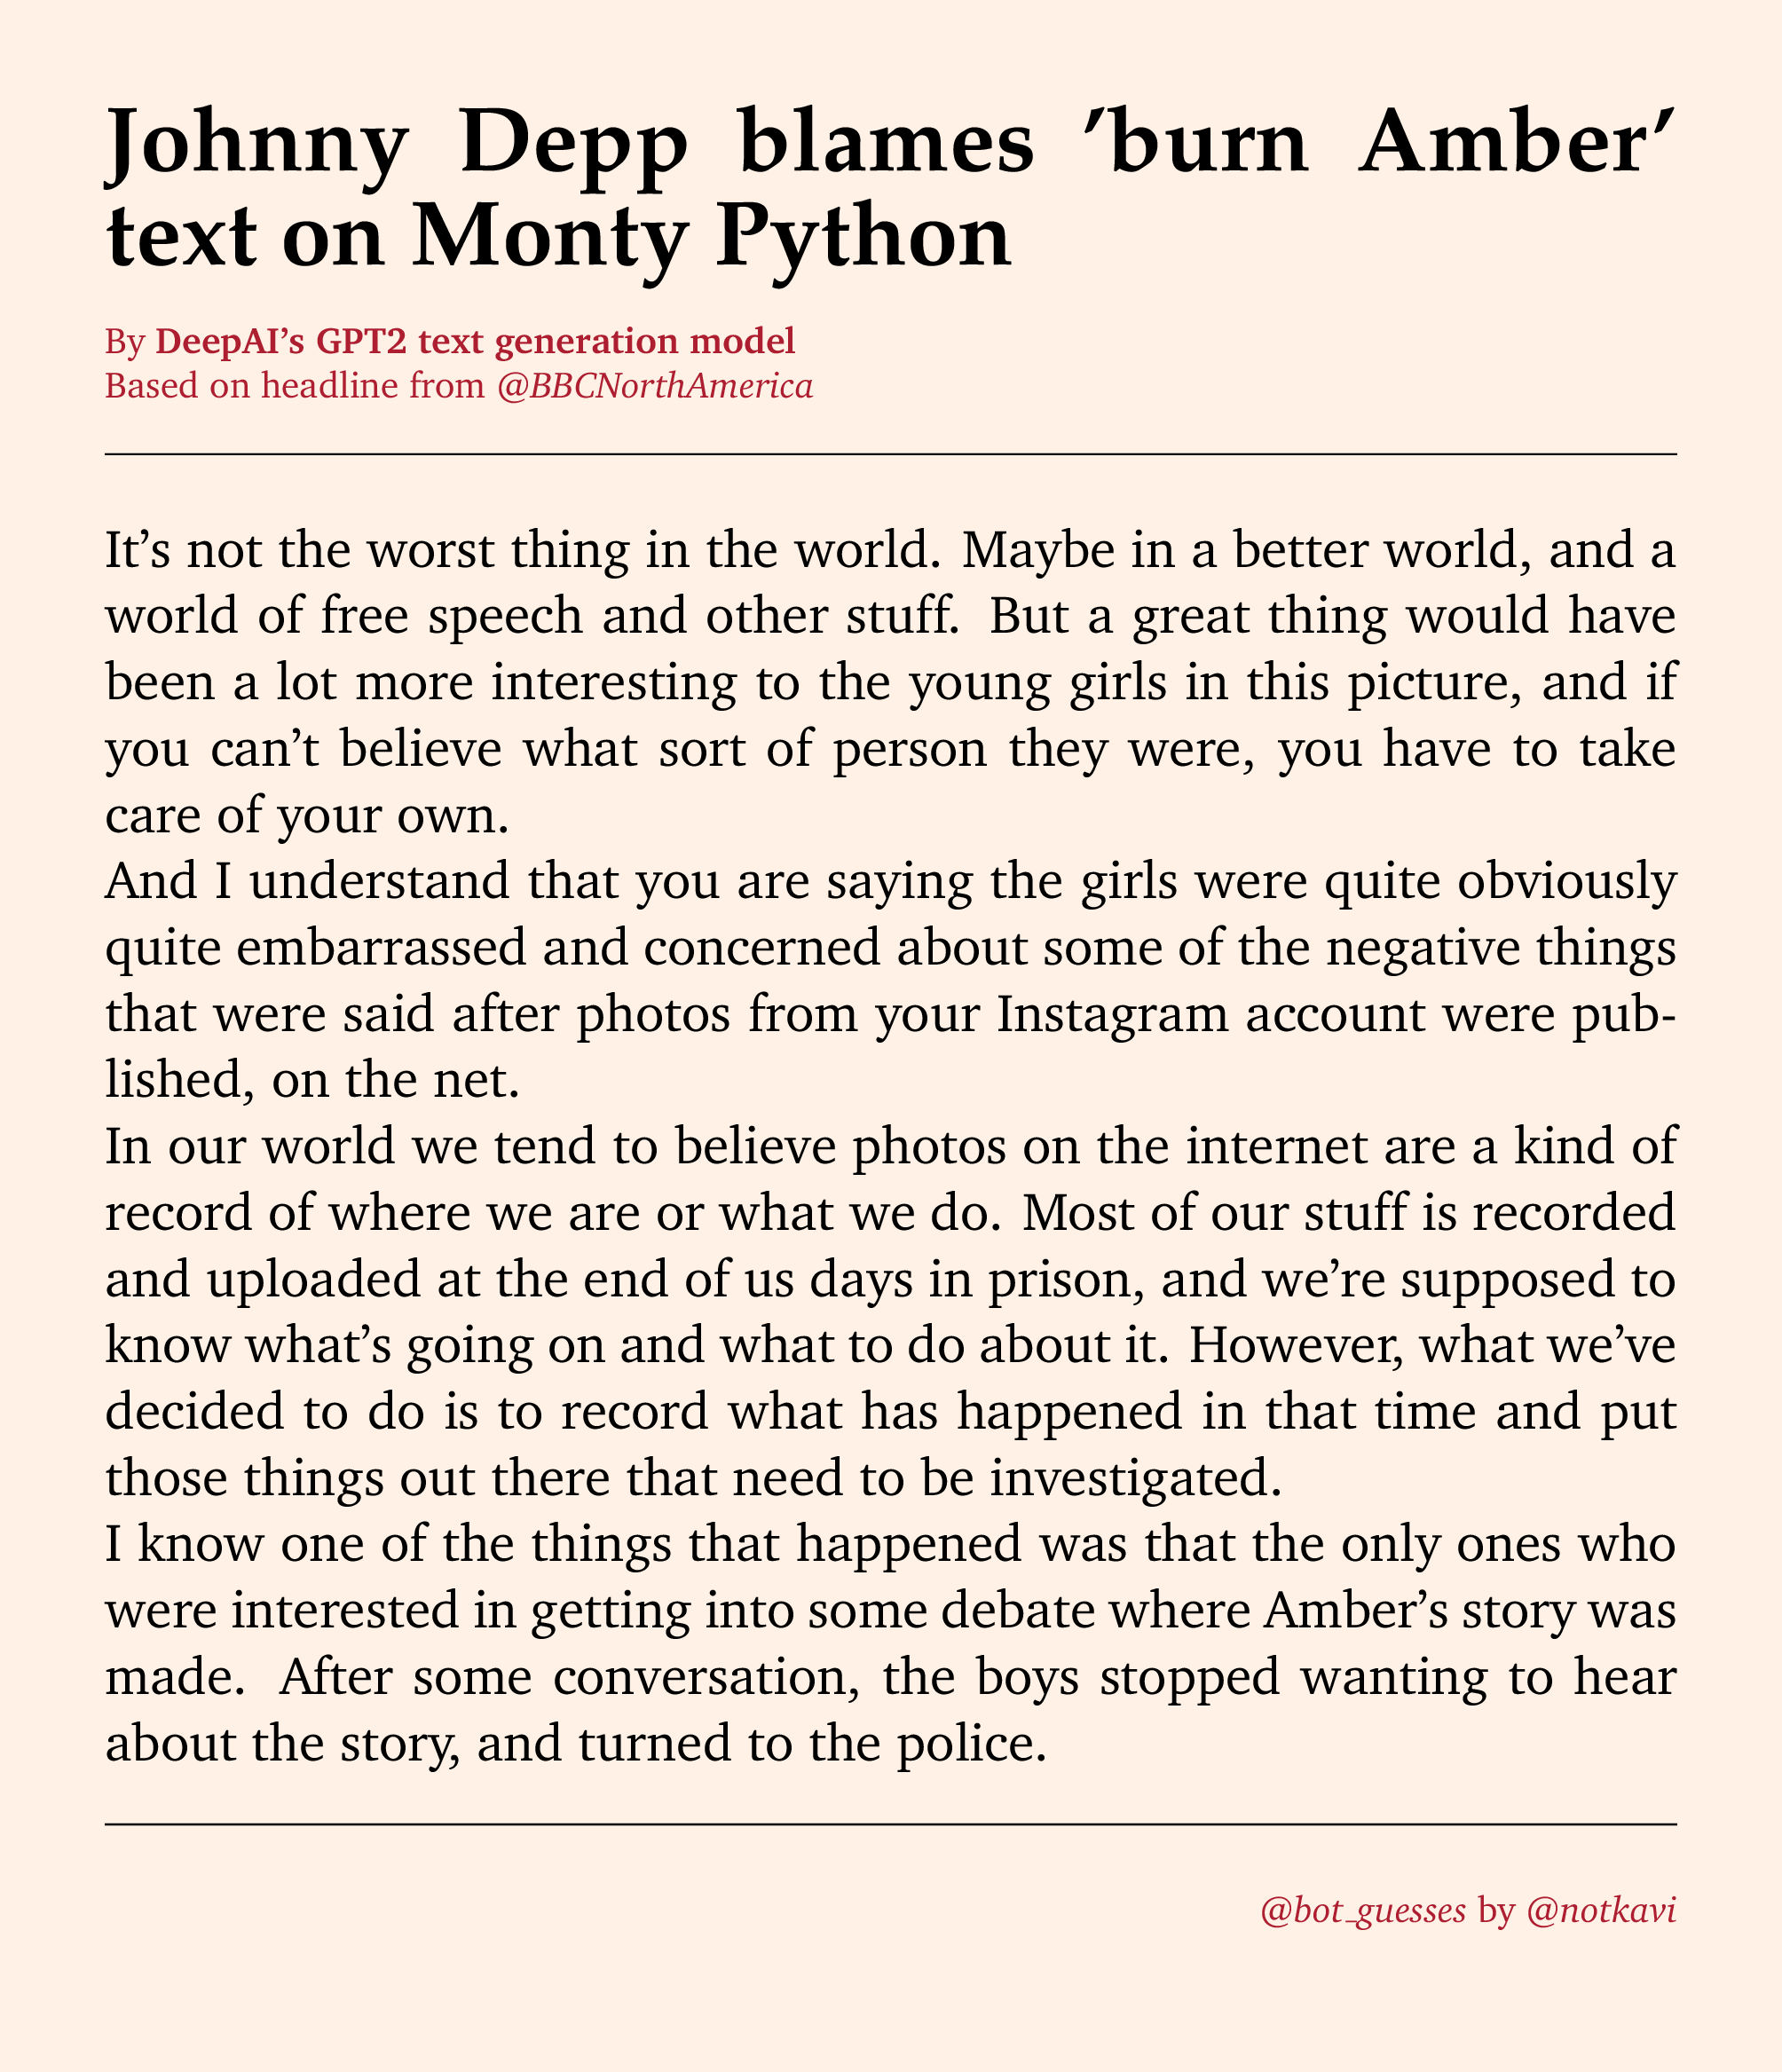 Johnny Depp blames ’burn Amber’
text on Monty Python
By DeepAI’s GPT2 text generation model
Based on headline from @BBCNorthAmerica
It’s not the worst thing in the world. Maybe in a better world, and a
world of free speech and other stuff. But a great thing would have
been a lot more interesting to the young girls in this picture, and if
you can’t believe what sort of person they were, you have to take
care of your own.
And I understand that you are saying the girls were quite obviously
quite embarrassed and concerned about some of the negative things
that were said after photos from your Instagram account were pub-
lished, on the net.
In our world we tend to believe photos on the internet are a kind of
record of where we are or what we do. Most of our stuff is recorded
and uploaded at the end of us days in prison, and we’re supposed to
know what’s going on and what to do about it. However, what we’ve
decided to do is to record what has happened in that time and put
those things out there that need to be investigated.
I know one of the things that happened was that the only ones who
were interested in getting into some debate where Amber’s story was
made. After some conversation, the boys stopped wanting to hear
about the story, and turned to the police.
@bot_guesses by @notkavi